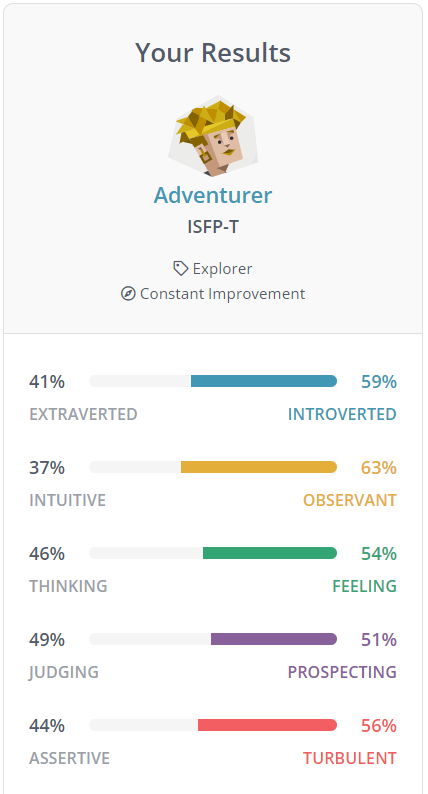 Your Results
Adventurer
ISFP-T
Explorer
Constant Improvement
41% 59%
EXTRAVERTED INTROVERTED
37% 63%
INTUITIVE OBSERVANT
46% 54%
THINKING FEELING
49% 51%
JUDGING PROSPECTING
44% 56%
ASSERTIVE TURBULENT